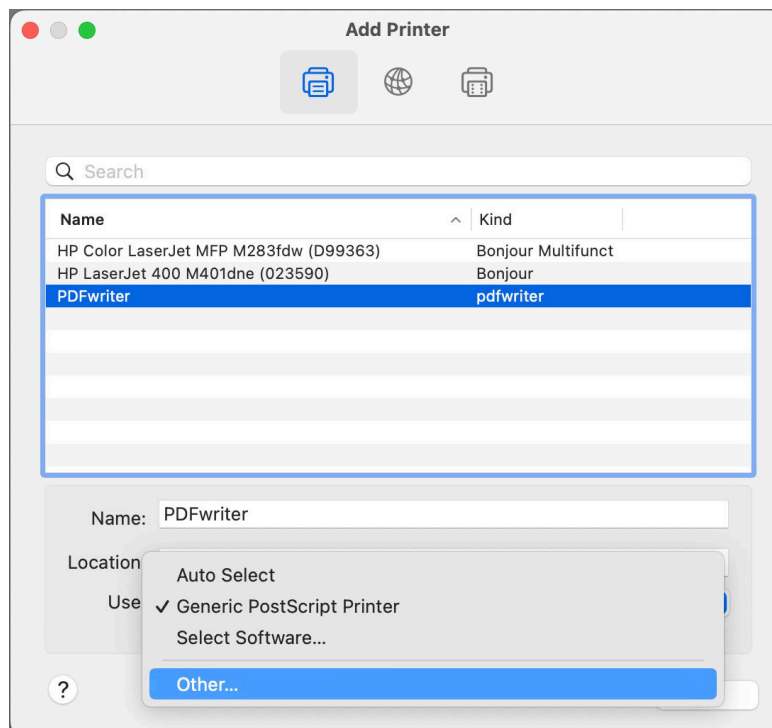 Add Printer
Search
Name Kind
HP Color LaserJet MFP M283fdw (D99363) Bonjour Multifunct
HP LaserJet 400 M401dne (023590) Bonjour
PDFwriter pdfwriter
Name: PDFwriter
Location
Auto Select
Use ✓ Generic PostScript Printer
Select Software...
Other...
?